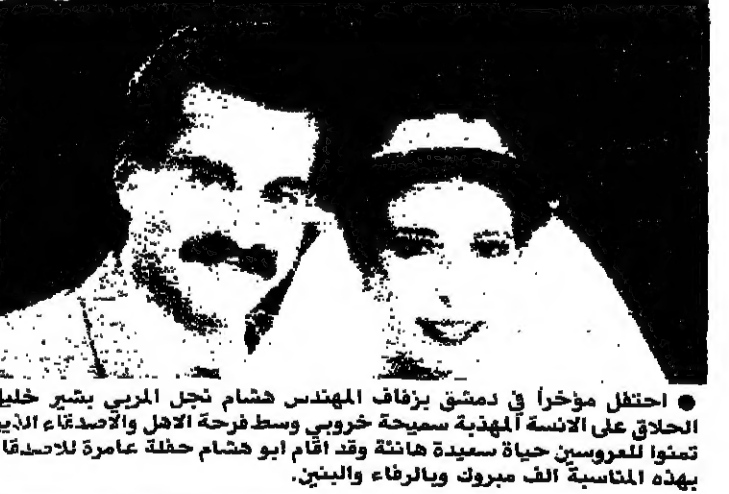 ● احتفل مؤخراً في دمشق بزفاف المهندس هشام نجل المربي بشير خليل
الحلاق على الانسة المهذبة سميحة خروبي وسط فرحة الاهل والاصدقاء الذين
تمنوا للعروسين حياة سعيدة هانئة وقد اقام ابو هشام حفلة عامرة للاصدقا
بهذه المناسبة الف مبروك وبالرفاء والبنين.